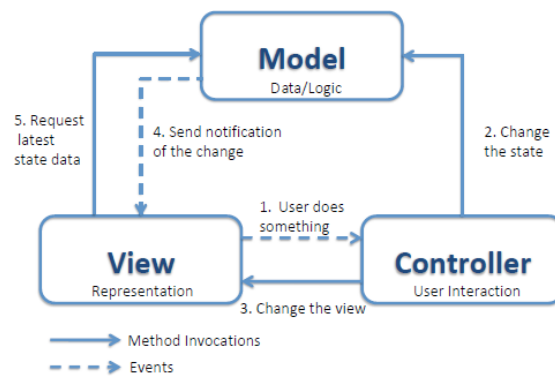 Model
Data/Logic
5. Request
latest
state data
4. Send notification
of the change
2. Change
the state
1. User does
something
View
Representation
Controller
User Interaction
3. Change the view
Method Invocations
Events